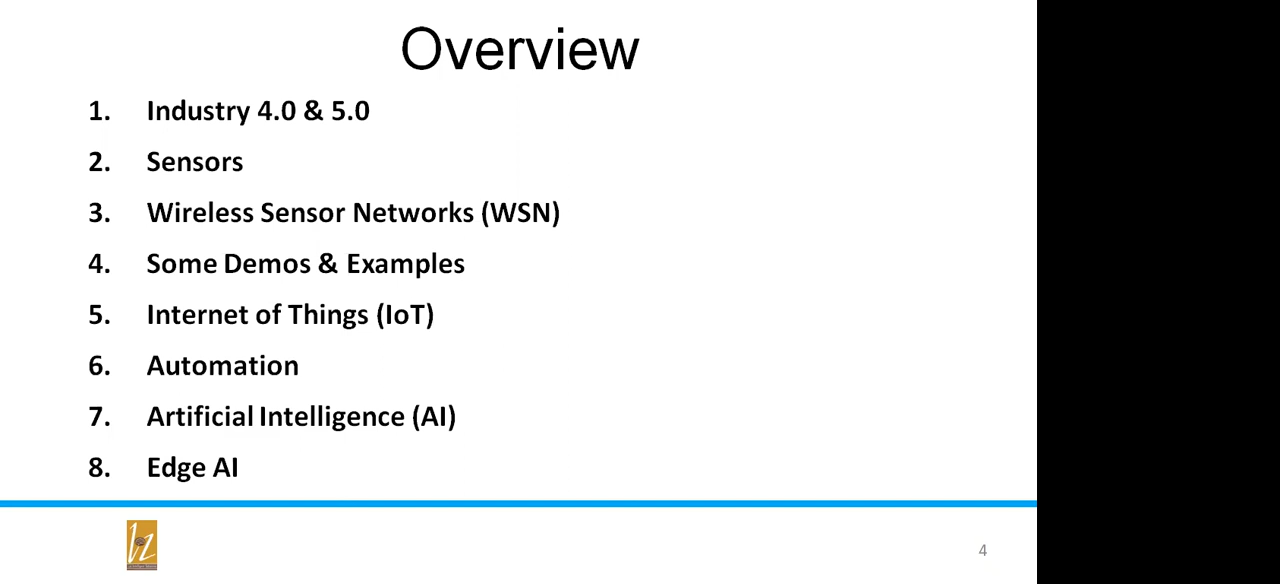 Overview
1. Industry 4.0 & 5.0
2. Sensors
3. Wireless Sensor Networks (WSN)
4. Some Demos & Examples
5. Internet of Things (IoT)
6. Automation
7. Artificial Intelligence (AI)
8. Edge AI
4